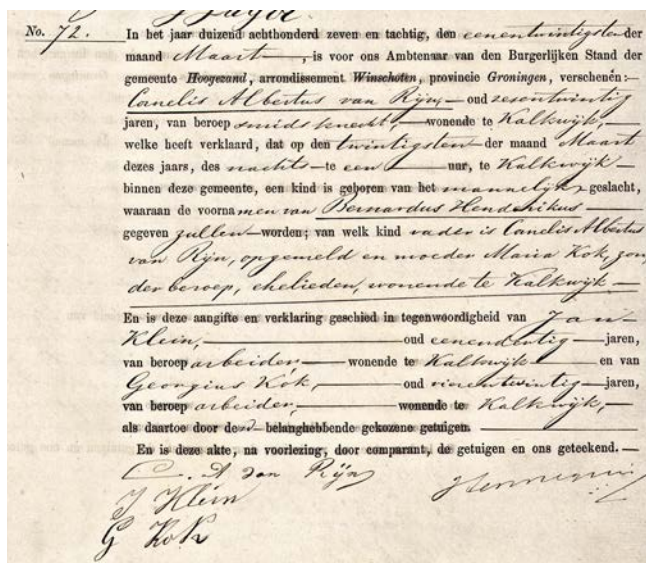 No. 72. In het jaar duizend achthonderd zeven en tachtig, den eenentwintigsten der
maand Maart, is voor ons Ambtenaar van den Burgerlijken Stand der
gemeente Hoogezand, arrondissement Winschoten, provincie Groningen, verschenen:—
Canelis Albertus van Rijn, — oud zesentwintig
jaren, van beroep smidsknecht, — wonende te Kalkwijk, —
welke heeft verklaard, dat op den twintigsten der maand Maart
dezes jaars, des nachts — te een — uur, te Kalkwijk —
binnen deze gemeente, een kind is geboren van het mannelijk geslacht,
waaraan de voornamen van Bernardus Hendrikus —
gegeven zullen worden; van welk kind vader is Canelis Albertus
van Rijn, opgemeld en moeder Maria Kok, zon,
der beroep, echelieden, wonende te Kalkwijk —
En is deze aangifte en verklaring geschied in tegenwoordigheid van Jan
Klein, — oud eenendertig — jaren,
van beroep arbeider — wonende te Kalkwijk — en van
Georgius Kok, — oud vierentwintig — jaren,
van beroep arbeider, — wonende te Kalkwijk, —
als daartoe door de belanghebbende gekozene getuigen.
En is deze akte, na voorlezing, door comparant, de getuigen en ons geteekend. —
C. A van Rijn
J Klein
G Kok